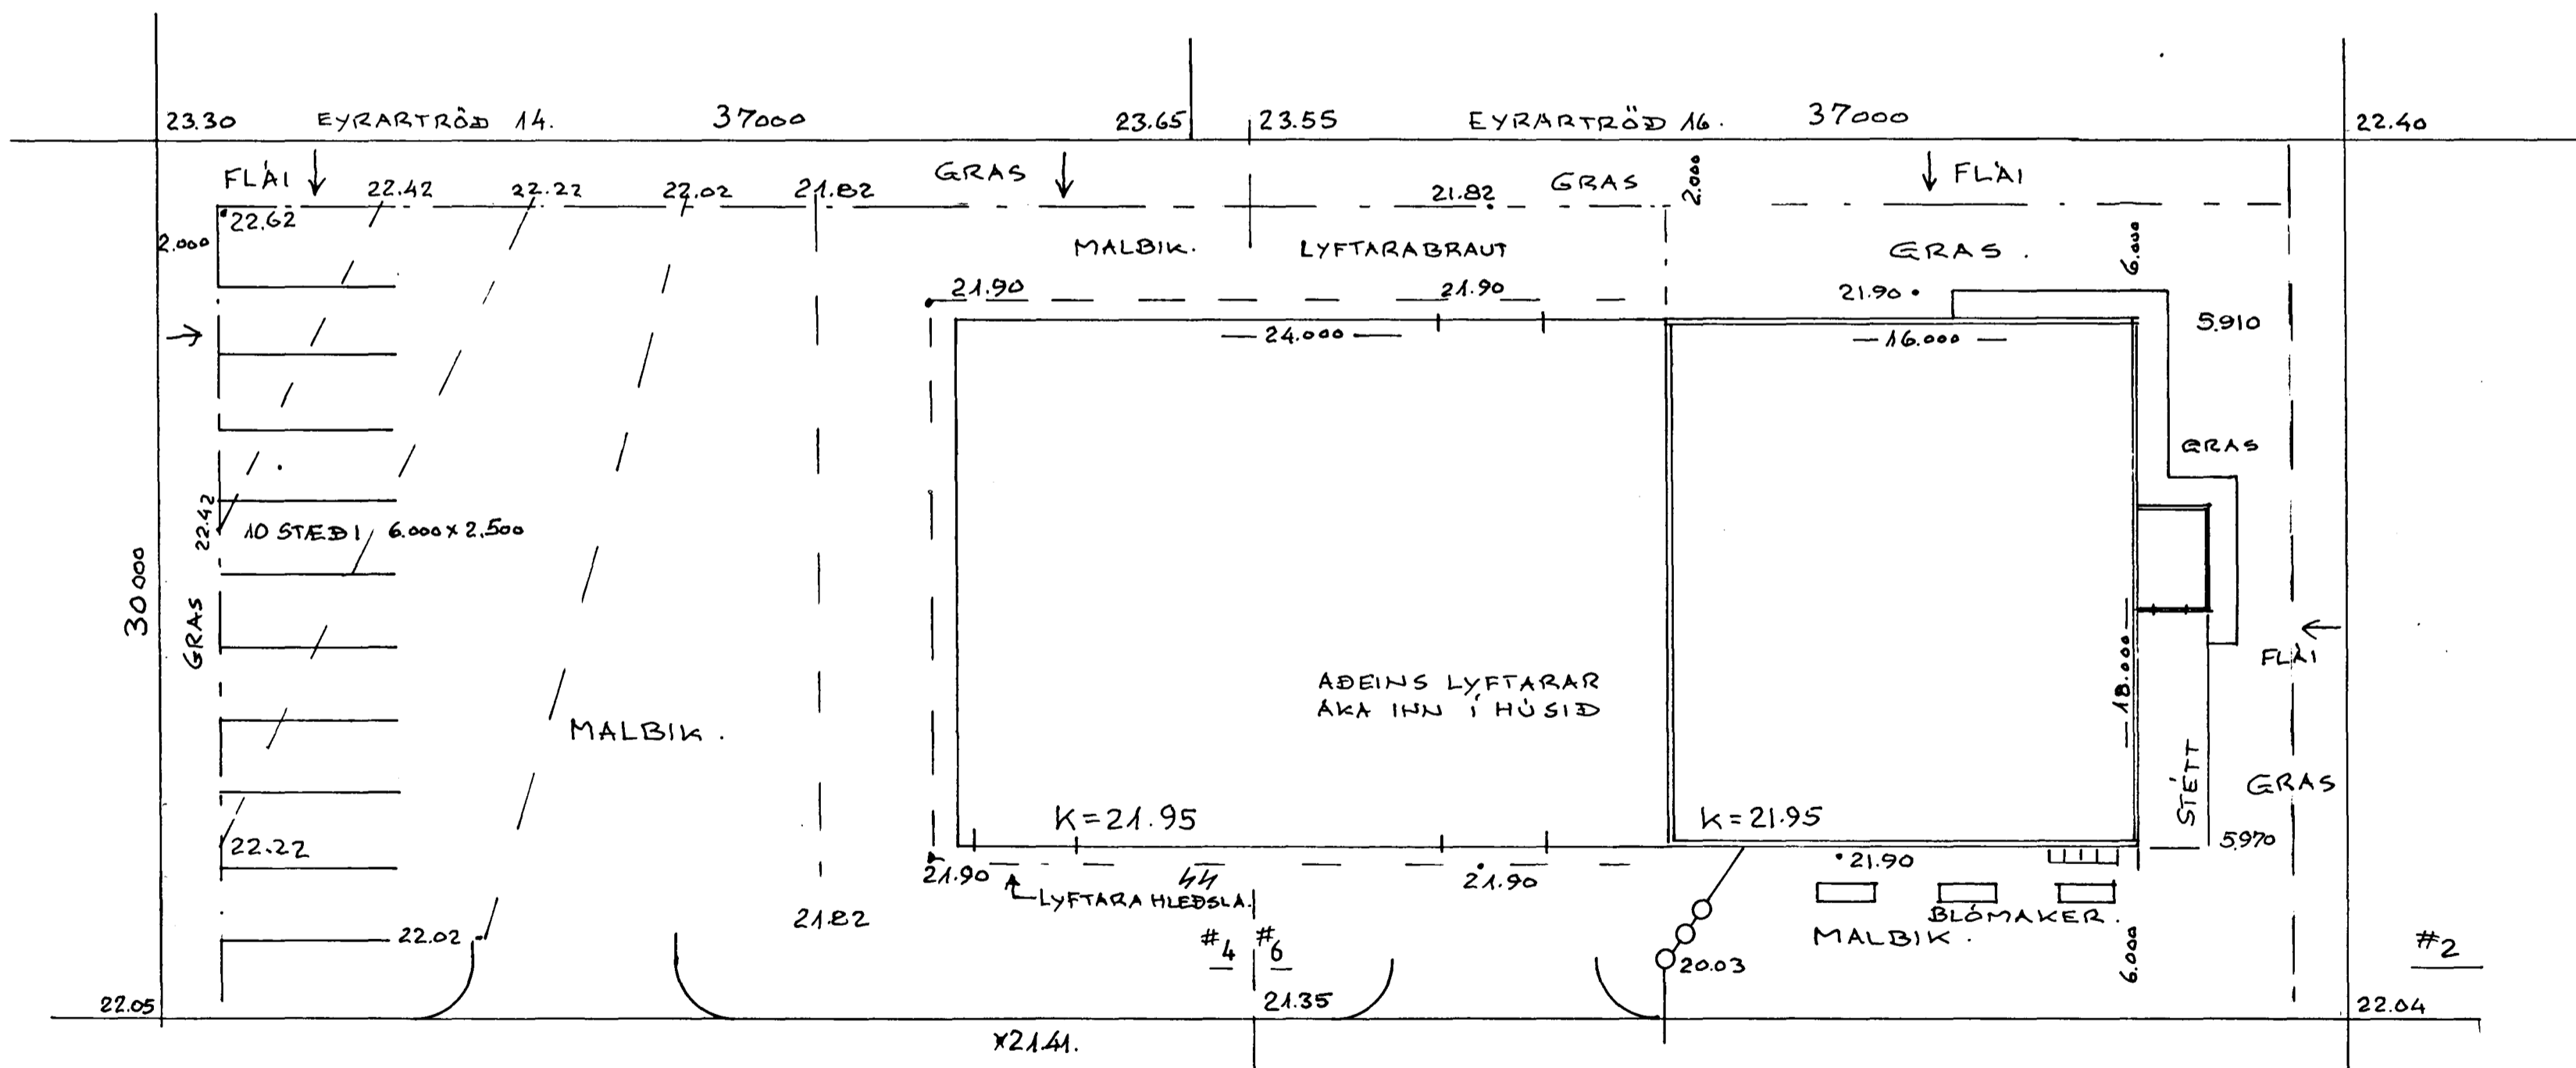 23.30 EYRARTRÖÐ 14. 37000 23.65 23.55 EYRARTRÖÐ 16. 37000 22.40
FLÁI 22.42 22.22 22.02 21.82 GRAS 21.82 GRAS 2.000 FLÁI
22.62
2.000 MALBIK. LYFTARABRAUT GRAS. 6.000
21.90 21.90 21.90
24.000 16.000 5.910
GRAS
22.42 10 STÆÐI 6.000 x 2.500
30000 GRAS
AÐEINS LYFTARAR
ÁKA INN Í HÚSIÐ
18.000 FLÁI
MALBIK. STÉTT GRAS
K=21.95 K=21.95
22.22 5.970
21.90 44 21.90 21.90
LYFTARA HLEÐSLA.
21.82 BLÓMAKER.
22.02 #4 #6 MALBIK. 6.000 #2
20.03
22.05 21.35 22.04
x21.41.